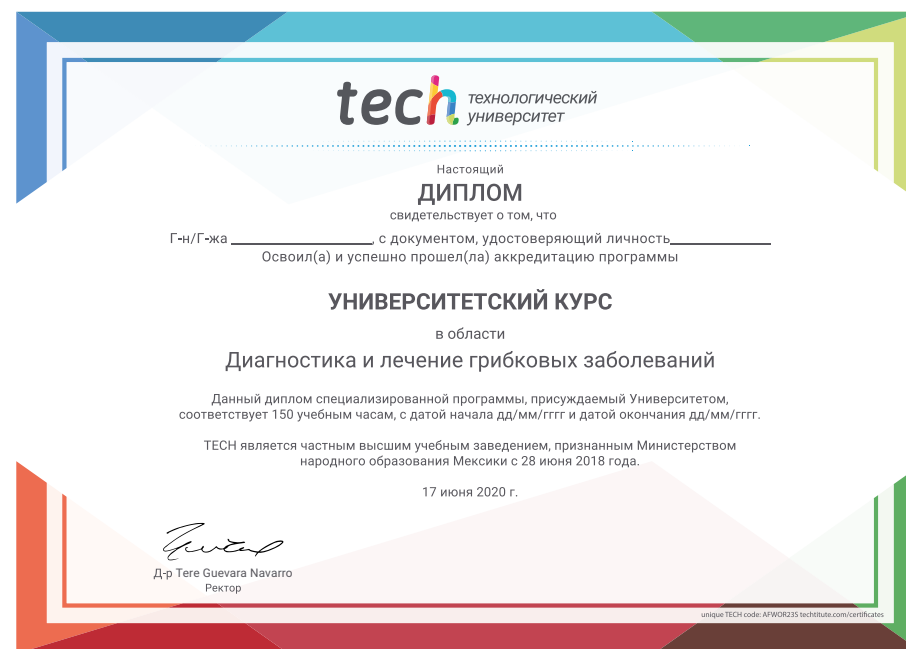 tech технологический
университет
Настоящий
ДИПЛОМ
свидетельствует о том, что
Г-н/Г-жа ____________________, с документом, удостоверяющий личность______________
Освоил(а) и успешно прошел(ла) аккредитацию программы
УНИВЕРСИТЕТСКИЙ КУРС
в области
Диагностика и лечение грибковых заболеваний
Данный диплом специализированной программы, присуждаемый Университетом,
соответствует 150 учебным часам, с датой начала дд/мм/гггг и датой окончания дд/мм/гггг.
TECH является частным высшим учебным заведением, признанным Министерством
народного образования Мексики с 28 июня 2018 года.
17 июня 2020 г.
Д-р Tere Guevara Navarro
Ректор
unique TECH code: AFWOR23S techtitute.com/certificates